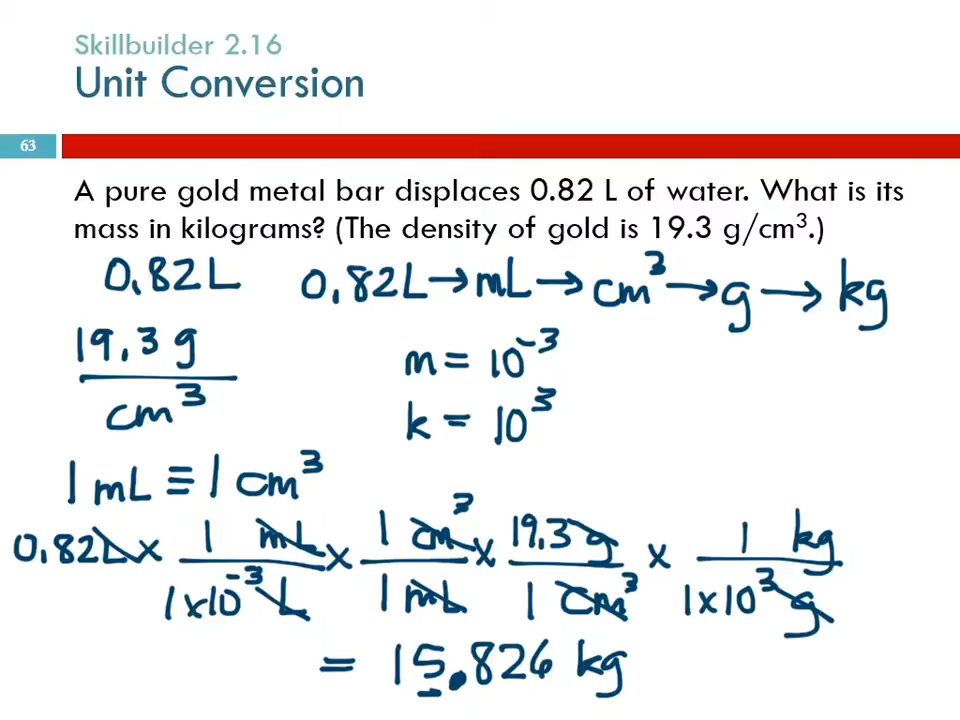 Skillbuilder 2.16
Unit Conversion
63
A pure gold metal bar displaces 0.82 L of water. What is its
mass in kilograms? (The density of gold is 19.3 g/cm³.)
0.82L
0.82L → mL → cm³ → g → kg
19.3 g
cm³
m = 10⁻³
k = 10³
1 mL ≡ 1 cm³
0.82L × 1 mL / 1x10⁻³ L × 1 cm³ / 1 mL × 19.3 g / 1 cm³ × 1 kg / 1x10³ g
= 15.826 kg